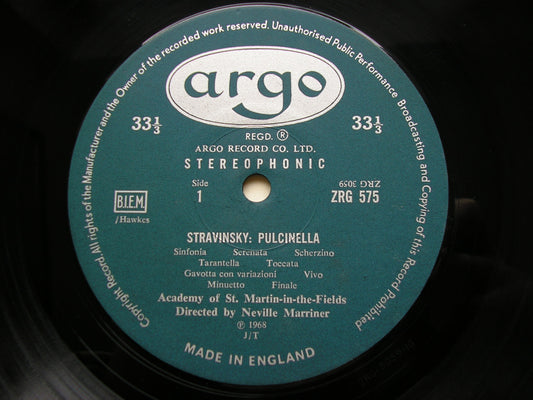 Copyright Record. All rights of the Manufacturer and the Owner of the recorded work reserved. Unauthorised Public Performance Broadcasting and Copying of this Record Prohibited
argo
33⅓ 33⅓
REGD. ®
ARGO RECORD CO. LTD.
STEREOPHONIC
Side
1
ZRG 3059
ZRG 575
B.I.E.M.
/Hawkes
STRAVINSKY: PULCINELLA
Sinfonia Serenata Scherzino
Tarantella Toccata
Gavotta con variazioni Vivo
Minuetto Finale
Academy of St. Martin-in-the-Fields
Directed by Neville Marriner
℗ 1968
J/T
MADE IN ENGLAND